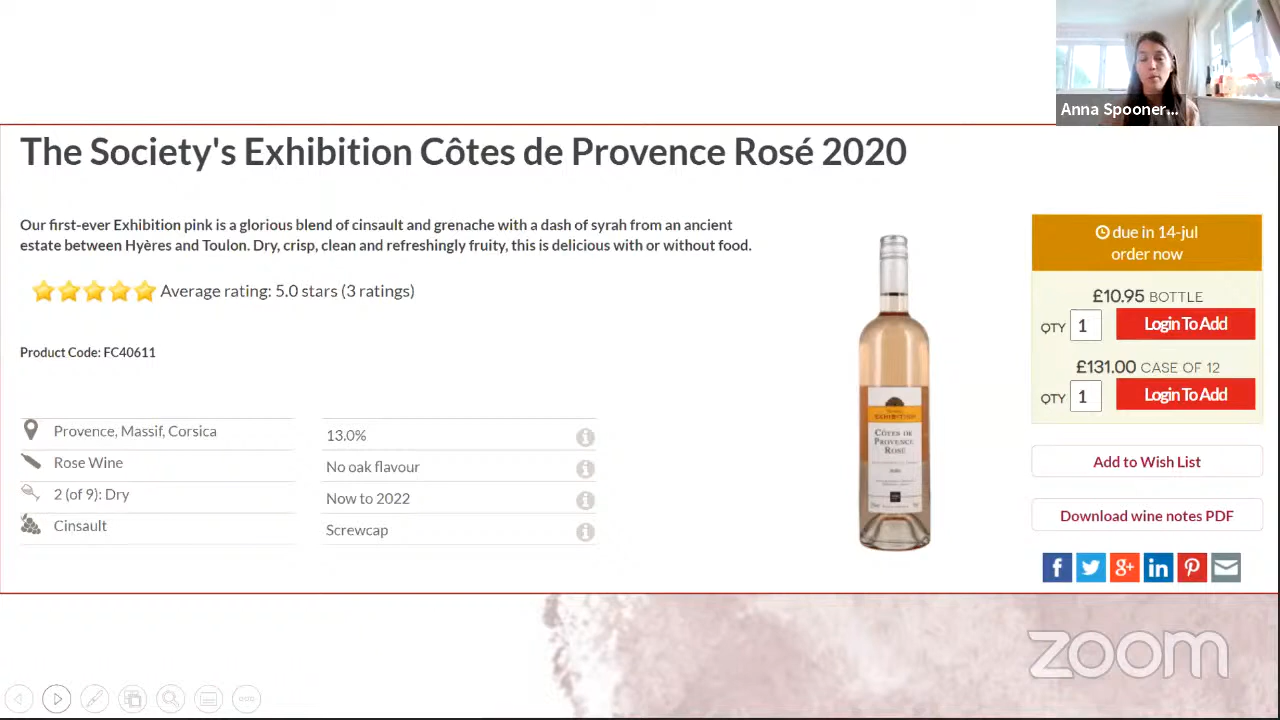 Anna Spooner...
The Society's Exhibition Côtes de Provence Rosé 2020
Our first-ever Exhibition pink is a glorious blend of cinsault and grenache with a dash of syrah from an ancient
estate between Hyères and Toulon. Dry, crisp, clean and refreshingly fruity, this is delicious with or without food.
Average rating: 5.0 stars (3 ratings)
Product Code: FC40611
Provence, Massif, Corsica
Rose Wine
2 (of 9): Dry
Cinsault
13.0%
No oak flavour
Now to 2022
Screwcap
EXHIBITION
CÔTES DE
PROVENCE
ROSÉ
due in 14-jul
order now
£10.95 BOTTLE
QTY 1 Login To Add
£131.00 CASE OF 12
QTY 1 Login To Add
Add to Wish List
Download wine notes PDF
zoom